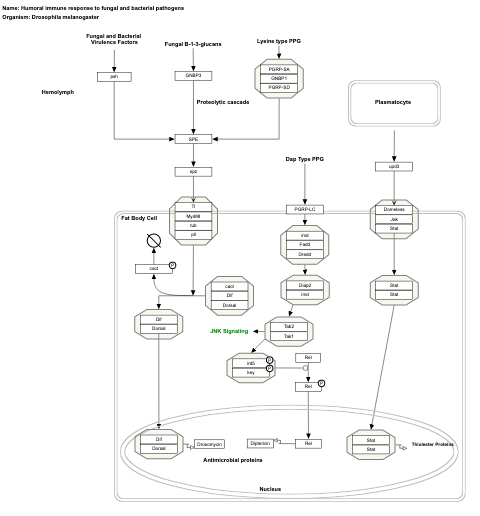 Name: Humoral immune response to fungal and bacterial pathogens
Organism: Drosophila melanogaster
Fungal and Bacterial
Virulence Factors
Fungal B-1-3-glucans
Lysine type PPG
psh
GNBP3
PGRP-SA
GNBP1
PGRP-SD
Hemolymph
Proteolytic cascade
Plasmatocyte
SPE
Dap Type PPG
spz
upd3
Tl
Myd88
tub
pll
PGRP-LC
Domeless
Jak
Stat
Fat Body Cell
imd
Fadd
Dredd
cact
P
cact
Dif
Dorsal
Diap2
imd
Stat
Stat
Dif
Dorsal
JNK Signaling
Tab2
Tak1
ird5
key
P
P
Rel
Rel
P
Dif
Dorsal
Drosomycin
Diptericin
Rel
Stat
Stat
Thiolester Proteins
Antimicrobial proteins
Nucleus